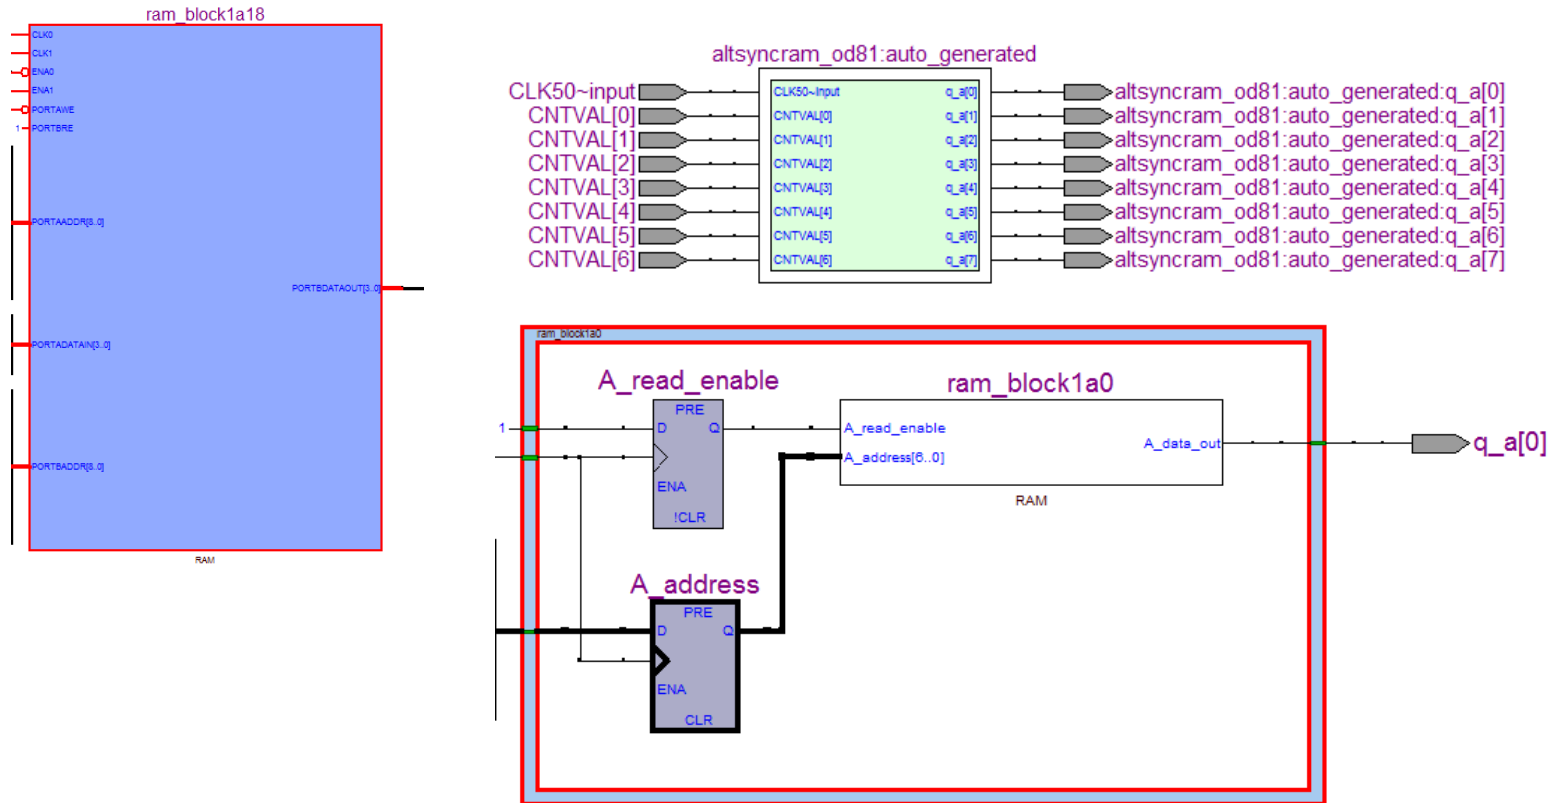 ram_block1a18
CLK0
CLK1
ENA0
ENA1
PORTAWE
1 PORTBRE
PORTAADDR[8..0]
PORTBDATAOUT[3..0]
PORTADATAIN[3..0]
PORTBADDR[8..0]
RAM
altsyncram_od81:auto_generated
CLK50~input CLK50~input q_a[0] altsyncram_od81:auto_generated:q_a[0]
CNTVAL[0] CNTVAL[0] q_a[1] altsyncram_od81:auto_generated:q_a[1]
CNTVAL[1] CNTVAL[1] q_a[2] altsyncram_od81:auto_generated:q_a[2]
CNTVAL[2] CNTVAL[2] q_a[3] altsyncram_od81:auto_generated:q_a[3]
CNTVAL[3] CNTVAL[3] q_a[4] altsyncram_od81:auto_generated:q_a[4]
CNTVAL[4] CNTVAL[4] q_a[5] altsyncram_od81:auto_generated:q_a[5]
CNTVAL[5] CNTVAL[5] q_a[6] altsyncram_od81:auto_generated:q_a[6]
CNTVAL[6] CNTVAL[6] q_a[7] altsyncram_od81:auto_generated:q_a[7]
ram_block1a0
A_read_enable
PRE
1 D Q
ENA
!CLR
ram_block1a0
A_read_enable
A_address[6..0]
A_data_out
RAM
q_a[0]
A_address
PRE
D Q
ENA
CLR